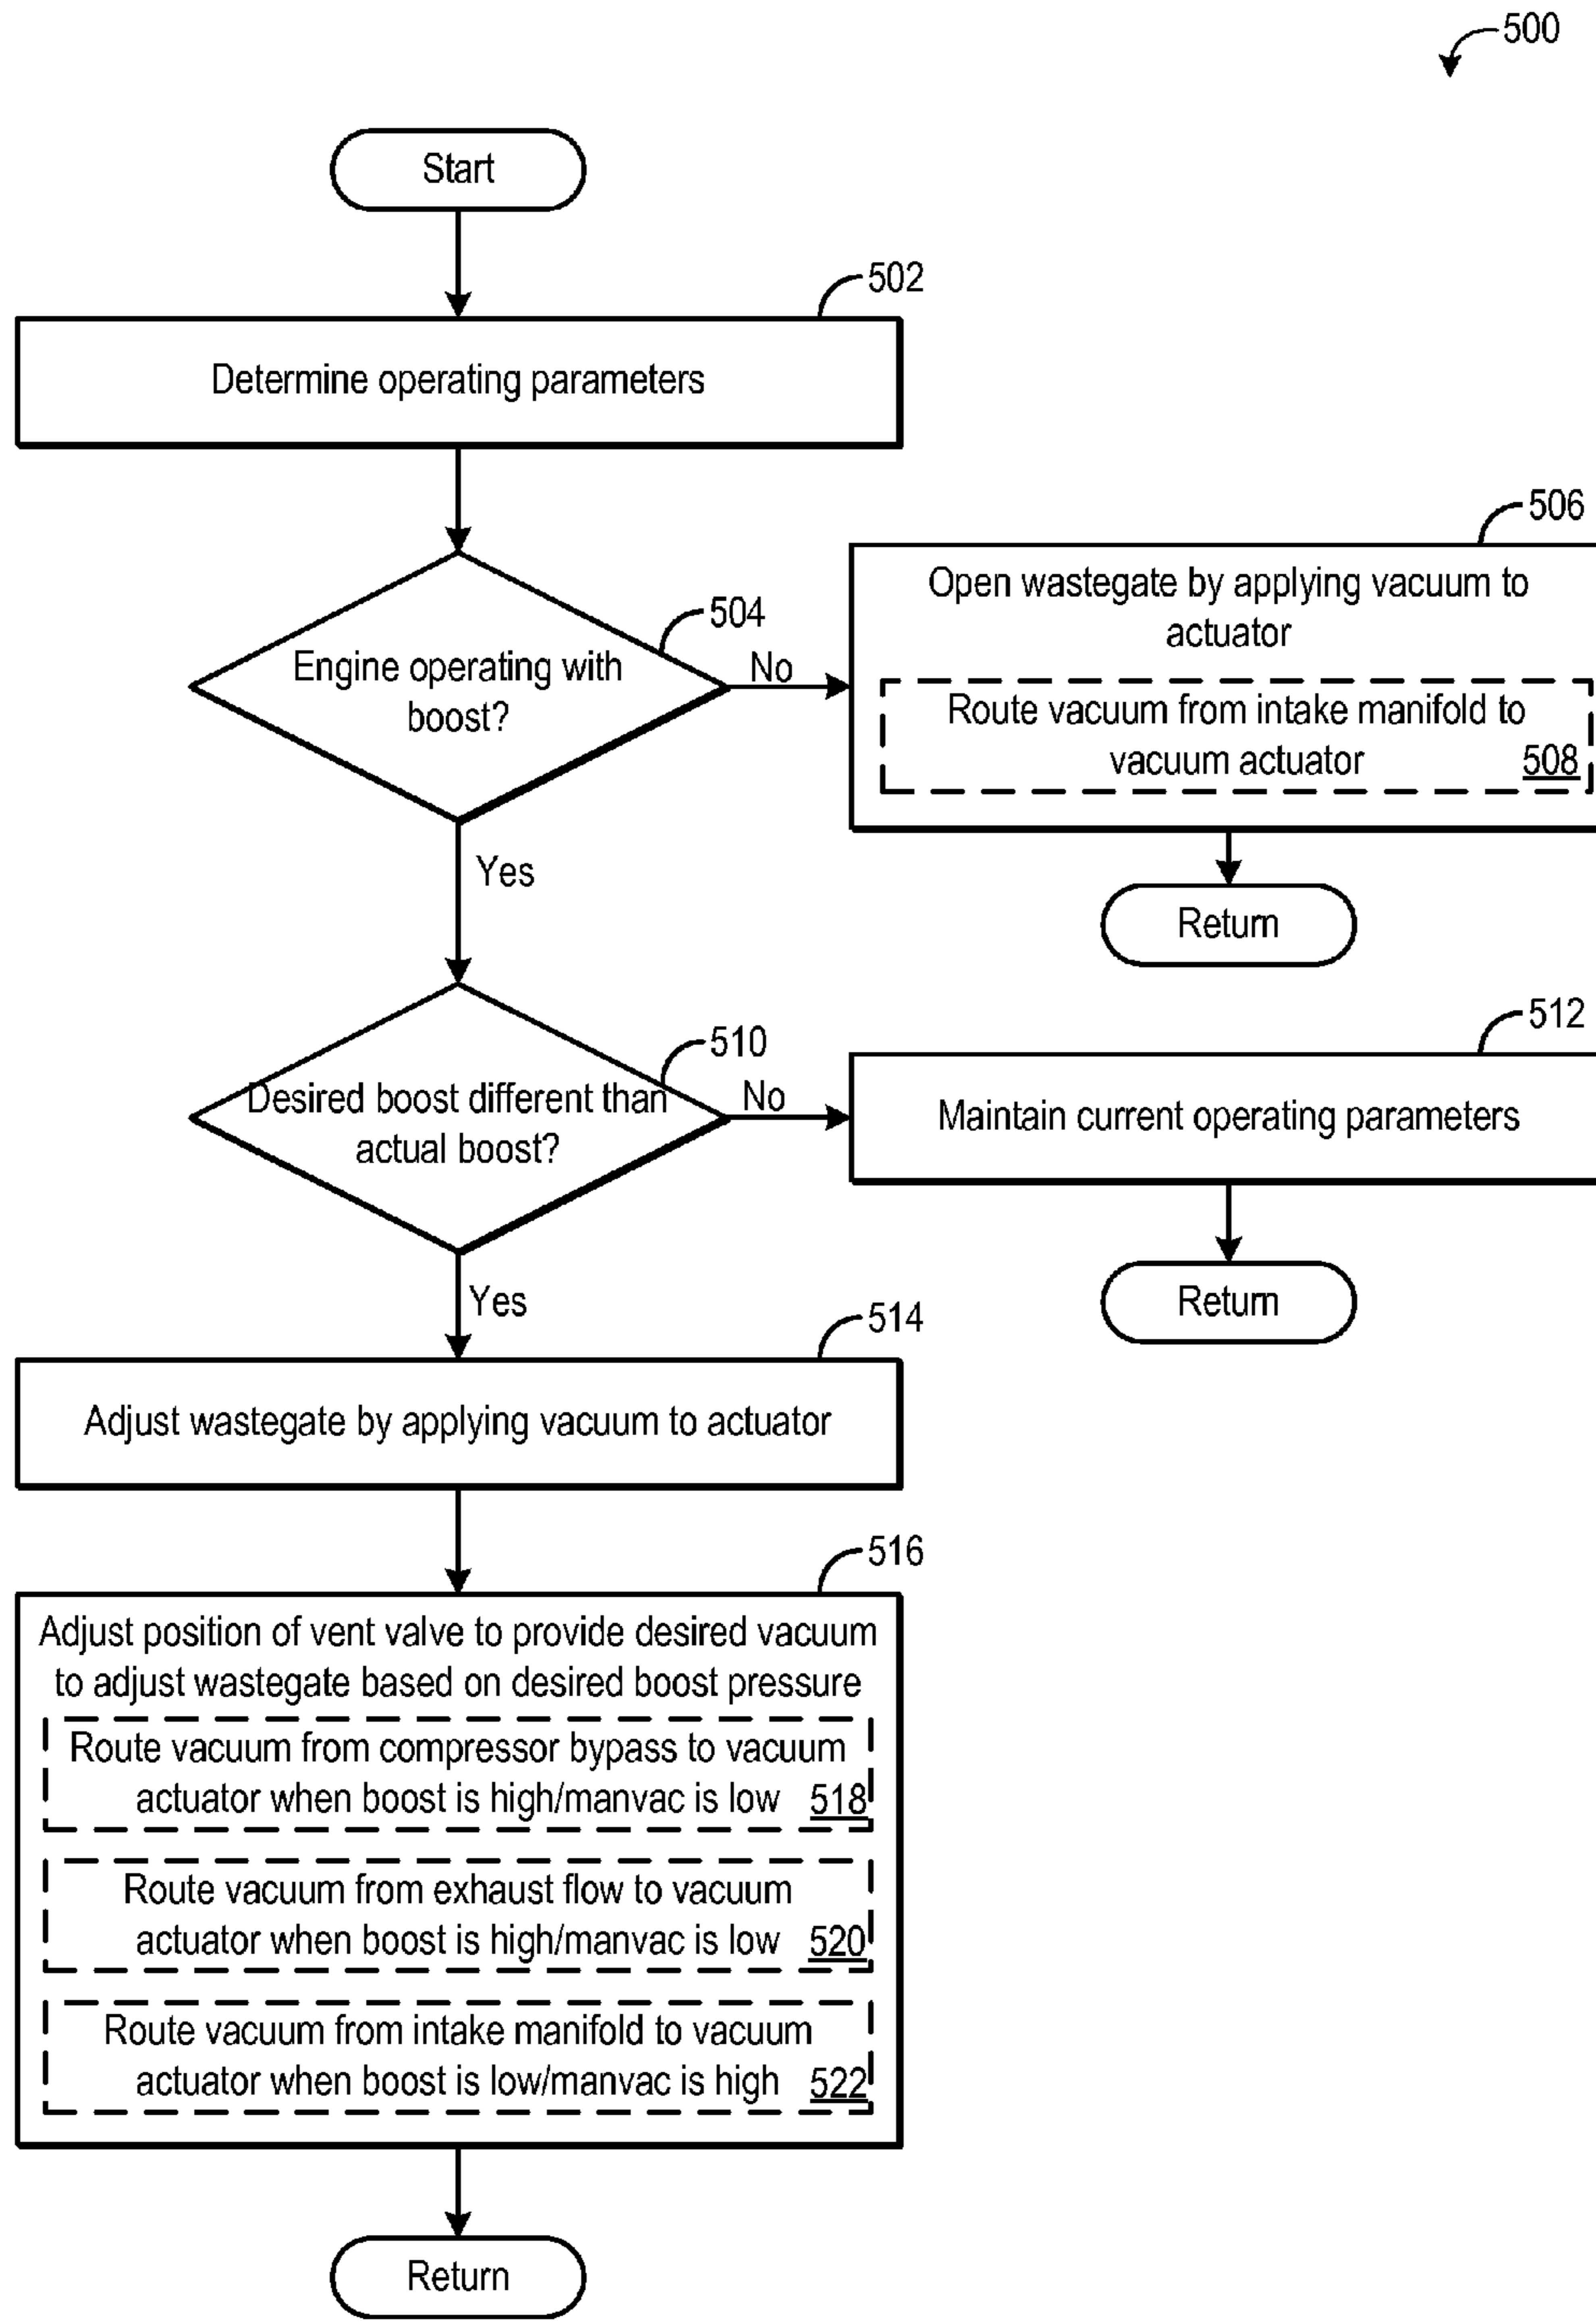 500
Start
502
Determine operating parameters
504
Engine operating with
boost?
No
506
Open wastegate by applying vacuum to
actuator
Route vacuum from intake manifold to
vacuum actuator 508
Return
Yes
510
Desired boost different than
actual boost?
No
512
Maintain current operating parameters
Return
Yes
514
Adjust wastegate by applying vacuum to actuator
516
Adjust position of vent valve to provide desired vacuum
to adjust wastegate based on desired boost pressure
Route vacuum from compressor bypass to vacuum
actuator when boost is high/manvac is low 518
Route vacuum from exhaust flow to vacuum
actuator when boost is high/manvac is low 520
Route vacuum from intake manifold to vacuum
actuator when boost is low/manvac is high 522
Return